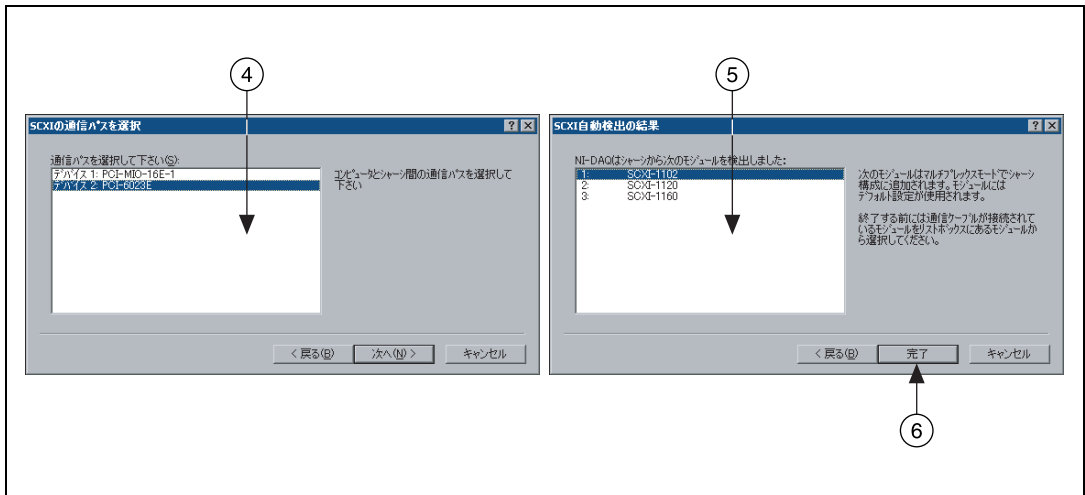 4
SCXIの通信パスを選択
通信パスを選択して下さい(S):
デバイス 1: PCI-MIO-16E-1
デバイス 2: PCI-6023E
コンピュータとシャーシ間の通信パスを選択して
下さい
< 戻る(B)
次へ(N) >
キャンセル
5
SCXI自動検出の結果
NI-DAQはシャーシから次のモジュールを検出しました:
1: SCXI-1102
2: SCXI-1120
3: SCXI-1160
次のモジュールはマルチプレックスモードでシャーシ
構成に追加されます。モジュールには
デフォルト設定が使用されます。
終了する前には通信ケーブルが接続されて
いるモジュールをリストボックスにあるモジュールか
ら選択してください。
< 戻る(B)
完了
キャンセル
6